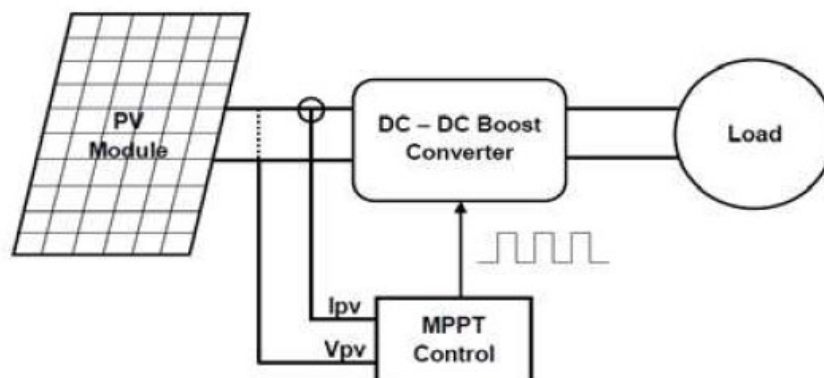 PV
Module
DC – DC Boost
Converter
Load
Ipv
Vpv
MPPT
Control